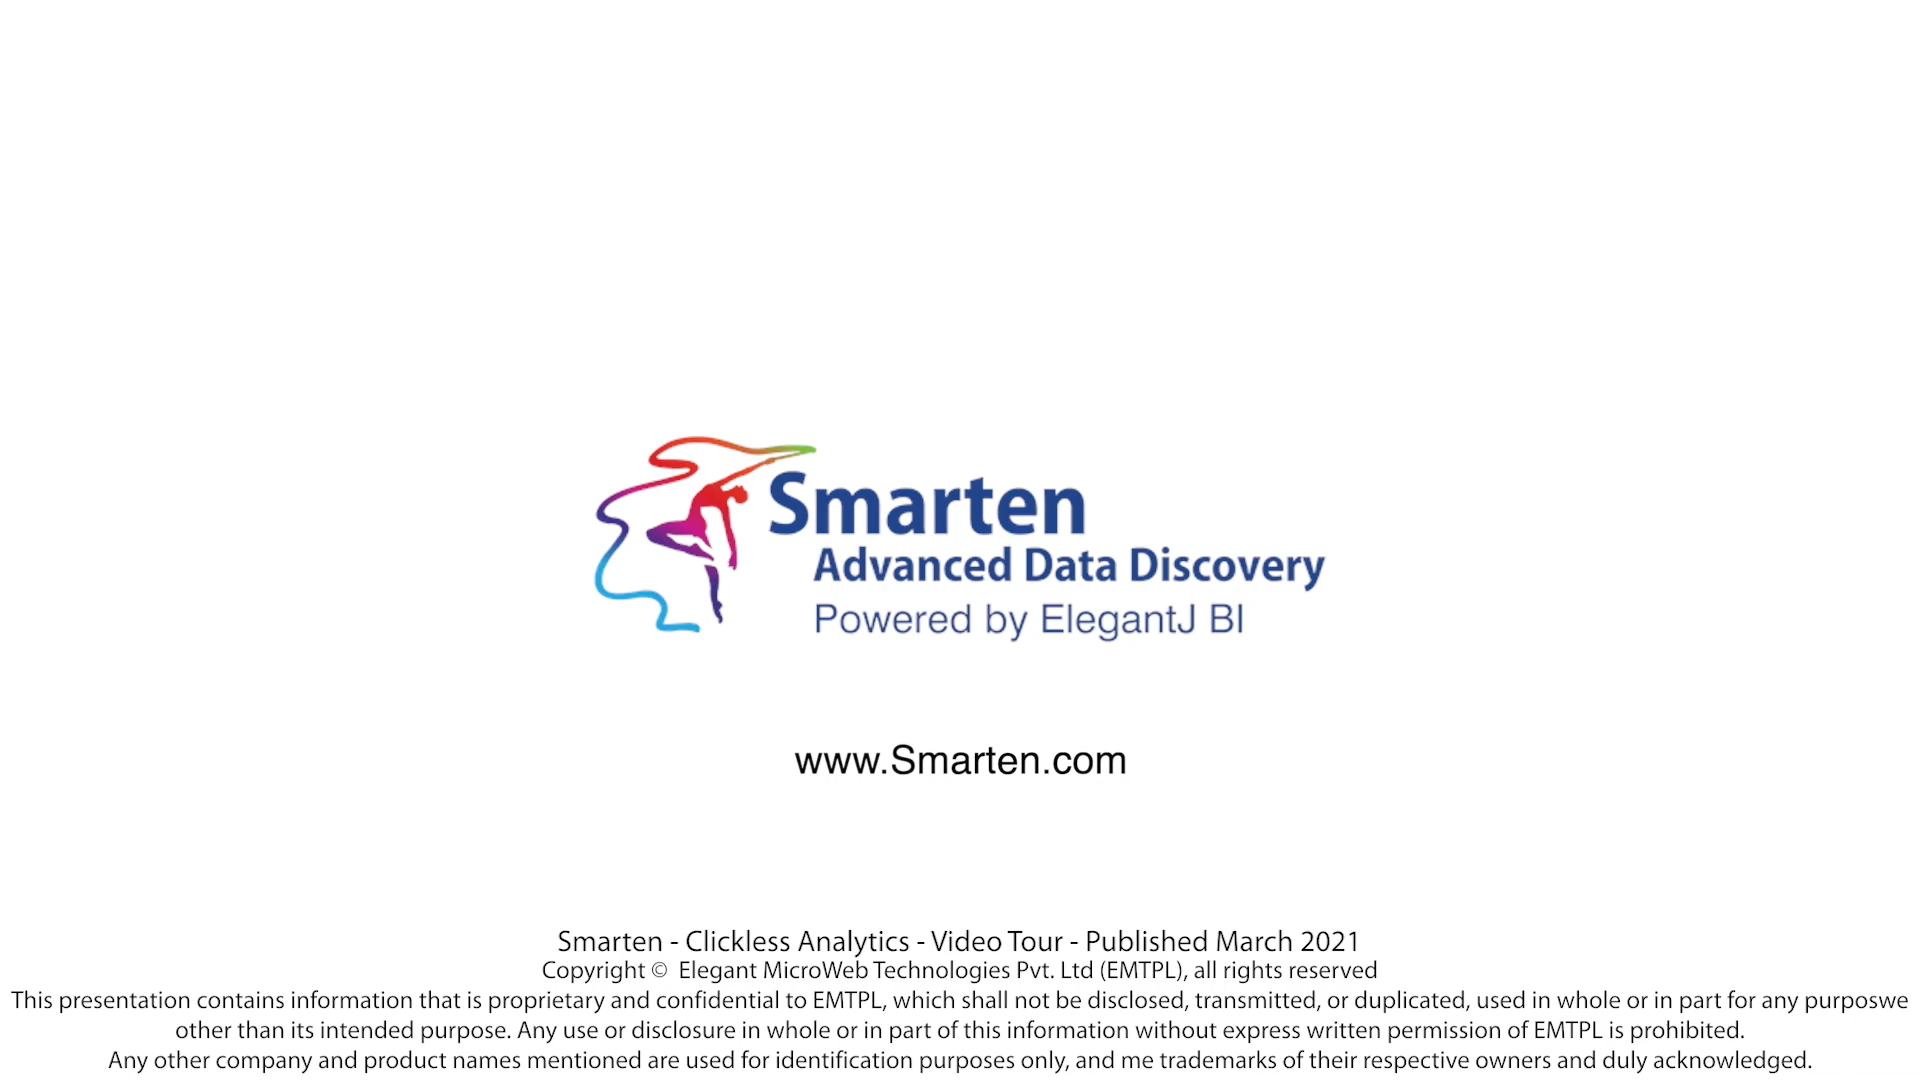 Smarten
Advanced Data Discovery
Powered by ElegantJ BI
www.Smarten.com
Smarten - Clickless Analytics - Video Tour - Published March 2021
Copyright © Elegant MicroWeb Technologies Pvt. Ltd (EMTPL), all rights reserved
This presentation contains information that is proprietary and confidential to EMTPL, which shall not be disclosed, transmitted, or duplicated, used in whole or in part for any purposwe
other than its intended purpose. Any use or disclosure in whole or in part of this information without express written permission of EMTPL is prohibited.
Any other company and product names mentioned are used for identification purposes only, and me trademarks of their respective owners and duly acknowledged.